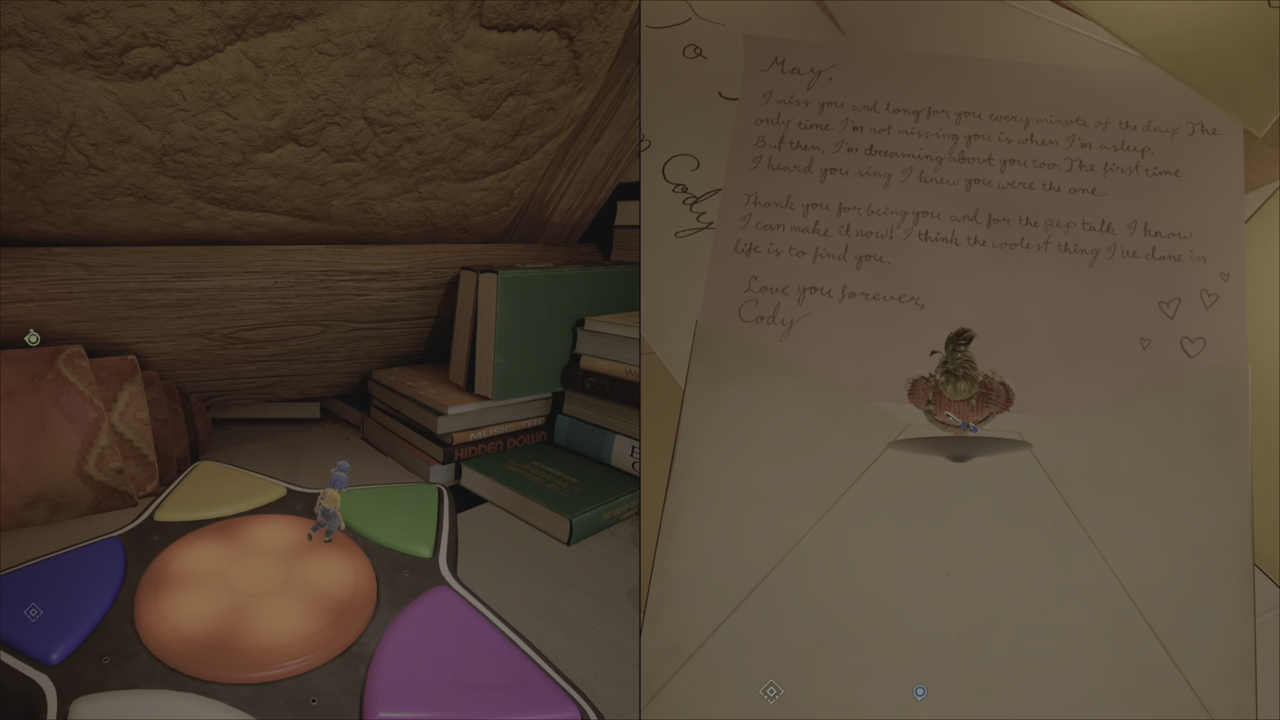 MUSIC THE
HIDDEN DOWN
Cody
May,
I miss you and long for you every minute of the day. The
only time I'm not missing you is when I'm asleep.
But then, I'm dreaming about you too. The first time
I heard you sing I knew you were the one.
Thank you for being you and for the pep talk. I know
I can make it now! I think the coolest thing I've done in
life is to find you.
Love you forever,
Cody